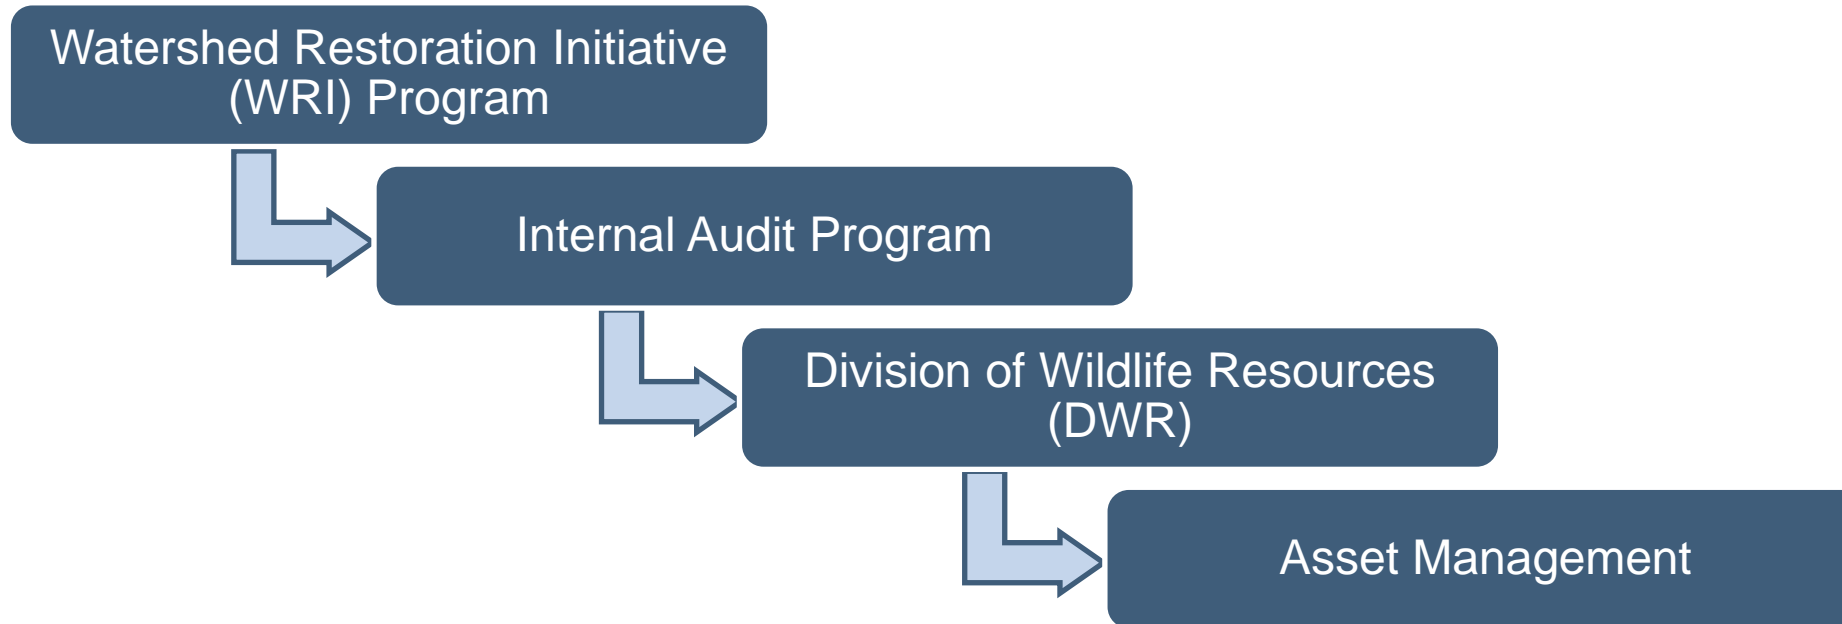 Watershed Restoration Initiative
(WRI) Program
Internal Audit Program
Division of Wildlife Resources
(DWR)
Asset Management